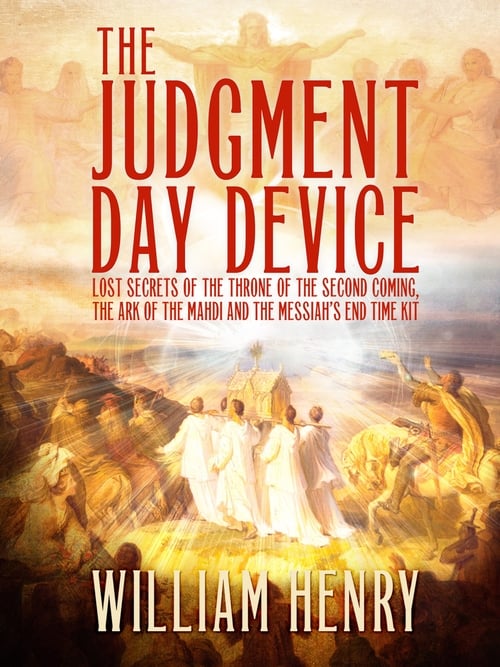 THE
JUDGMENT
DAY DEVICE
LOST SECRETS OF THE THRONE OF THE SECOND COMING,
THE ARK OF THE MAHDI AND THE MESSIAH'S END TIME KIT
WILLIAM HENRY